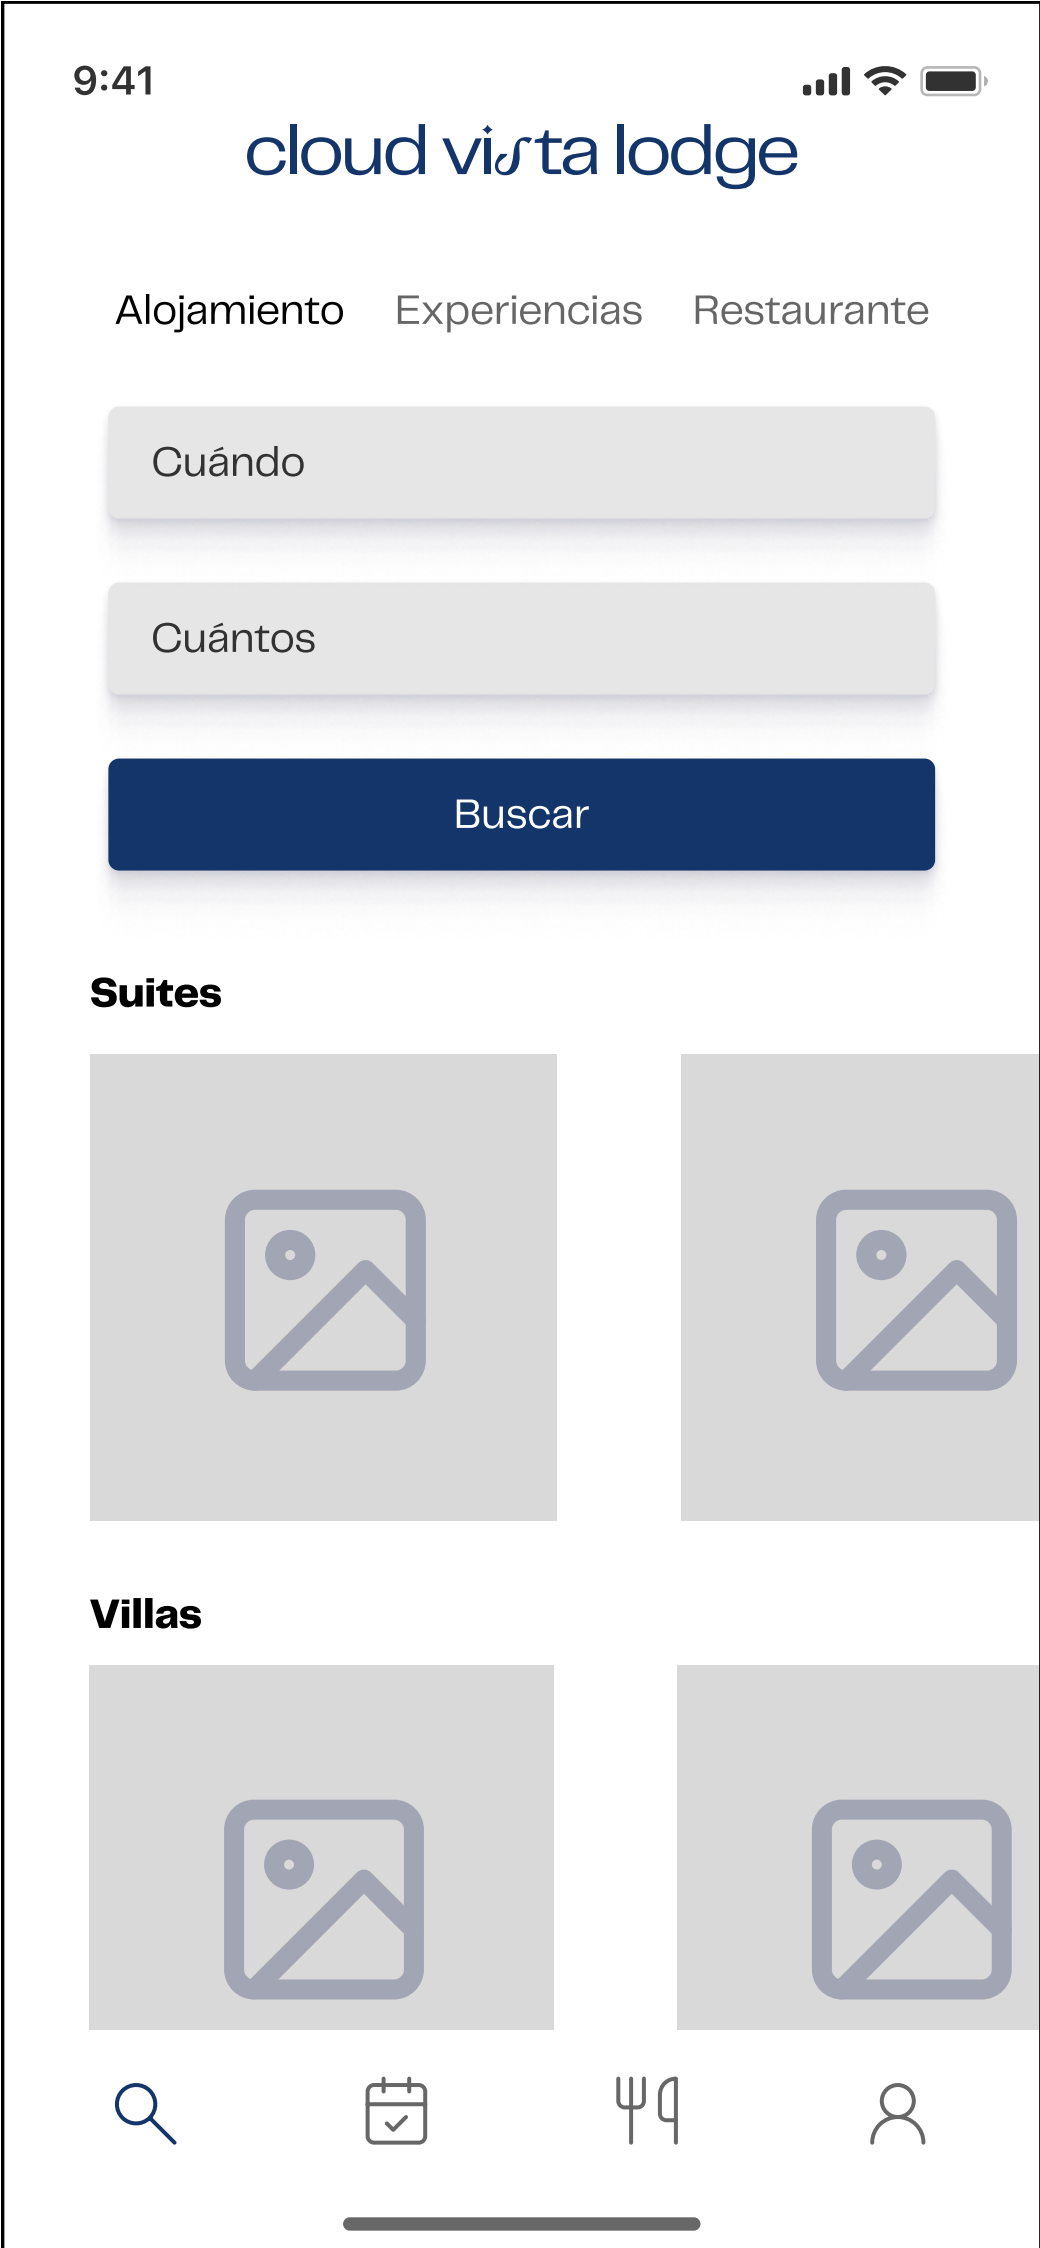 9:41
cloud vista lodge
Alojamiento Experiencias Restaurante
Cuándo
Cuántos
Buscar
Suites
Villas